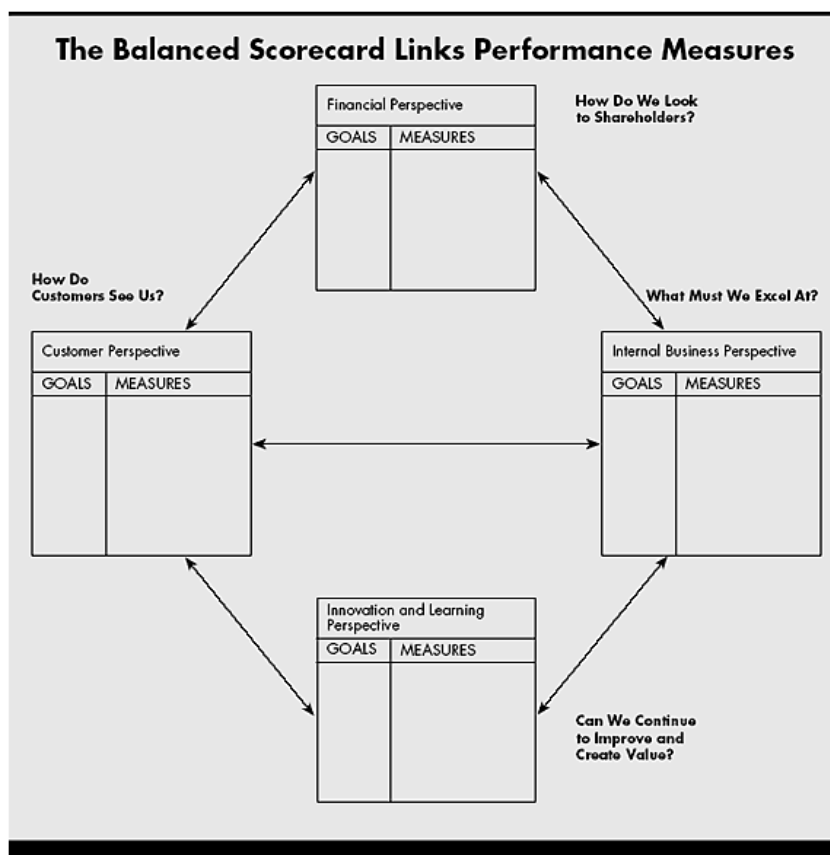 The Balanced Scorecard Links Performance Measures
Financial Perspective
GOALS MEASURES
How Do We Look
to Shareholders?
How Do
Customers See Us?
What Must We Excel At?
Customer Perspective
GOALS MEASURES
Internal Business Perspective
GOALS MEASURES
Innovation and Learning
Perspective
GOALS MEASURES
Can We Continue
to Improve and
Create Value?